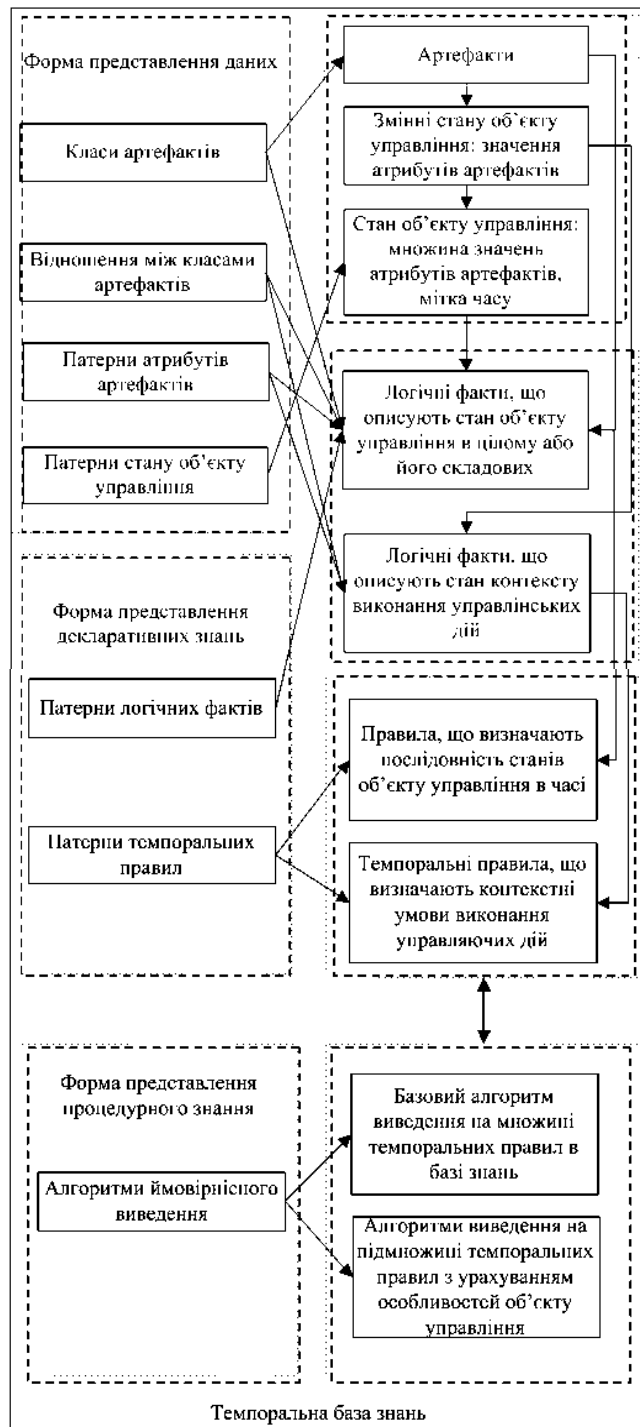 Форма представлення даних
Класи артефактів
Відношення між класами
артефактів
Патерни атрибутів
артефактів
Патерни стану об’єкту
управління
Артефакти
Змінні стану об’єкту
управління: значення
атрибутів артефактів
Стан об’єкту управління:
множина значень
атрибутів артефактів,
мітка часу
Логічні факти, що
описують стан об’єкту
управління в цілому або
його складових
Логічні факти. що
описують стан контексту
виконання управлінських
дій
Форма представлення
декларативних знань
Патерни логічних фактів
Патерни темпоральних
правил
Правила, що визначають
послідовність станів
об’єкту управління в часі
Темпоральні правила, що
визначають контекстні
умови виконання
управляючих дій
Форма представлення
процедурного знання
Алгоритми ймовірнісного
виведення
Базовий алгоритм
виведення на множині
темпоральних правил в
базі знань
Алгоритми виведення на
підмножині темпоральних
правил з урахуванням
особливостей об’єкту
управління
Темпоральна база знань